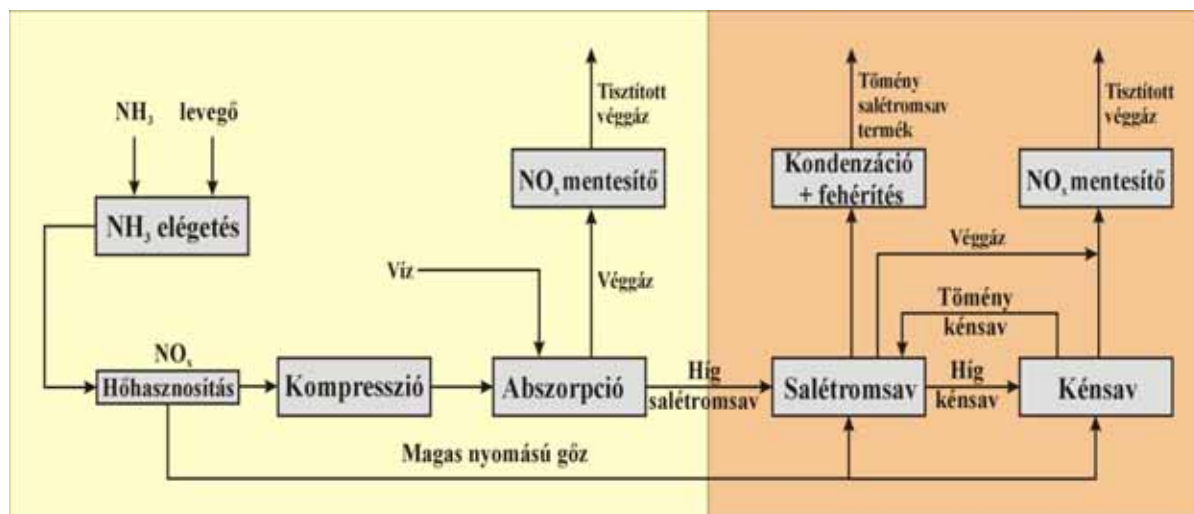 NH₃
levegő
NH₃ elégetés
NOₓ
Hőhasznosítás
Kompresszió
Víz
Abszorpció
Véggáz
NOₓ mentesítő
Tisztított
véggáz
Híg
salétromsav
Magas nyomású gőz
Tömény
salétromsav
termék
Kondenzáció
+ fehérítés
Salétromsav
Véggáz
Tömény
kénsav
Híg
kénsav
Kénsav
NOₓ mentesítő
Tisztított
véggáz